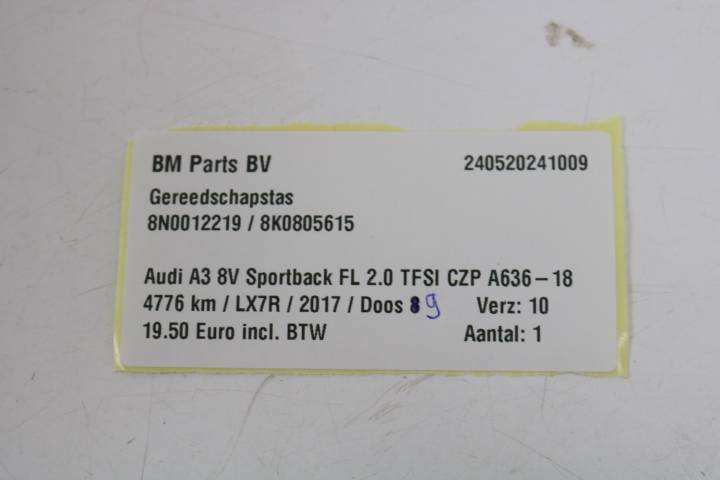 BM Parts BV 240520241009
Gereedschapstas
8N0012219 / 8K0805615
Audi A3 8V Sportback FL 2.0 TFSI CZP A636-18
4776 km / LX7R / 2017 / Doos 9 Verz: 10
19.50 Euro incl. BTW Aantal: 1